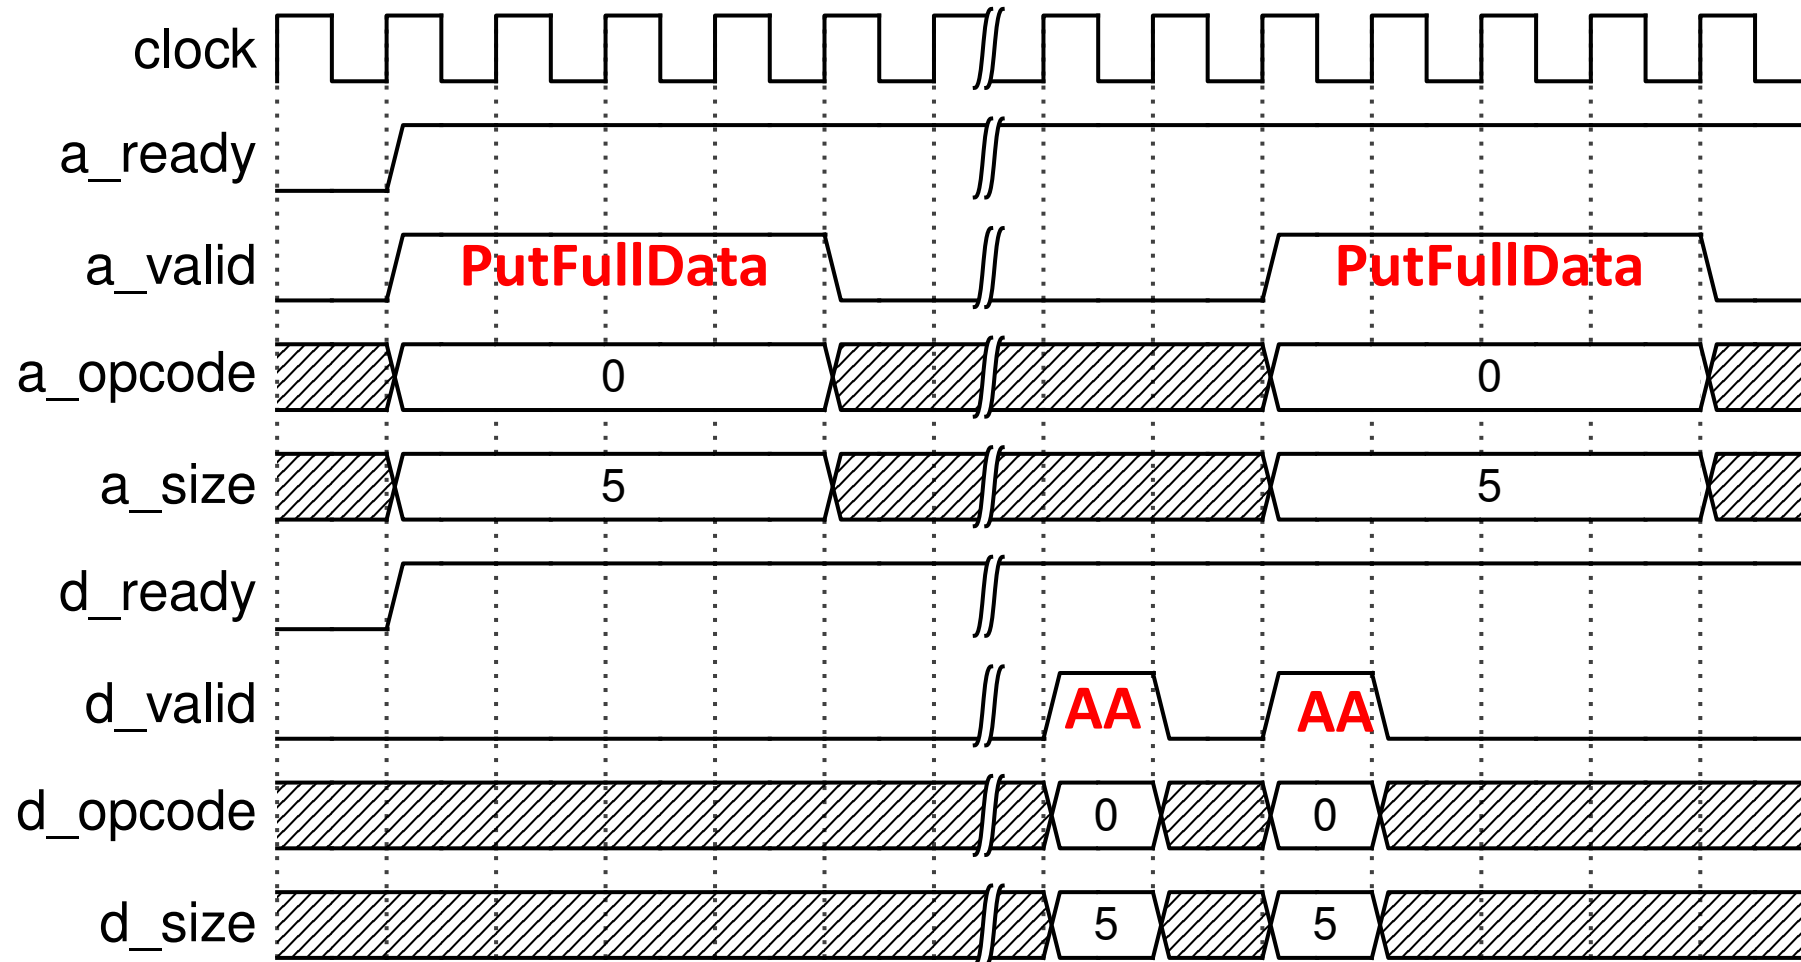 clock
a_ready
a_valid PutFullData PutFullData
a_opcode 0 0
a_size 5 5
d_ready
d_valid AA AA
d_opcode 0 0
d_size 5 5